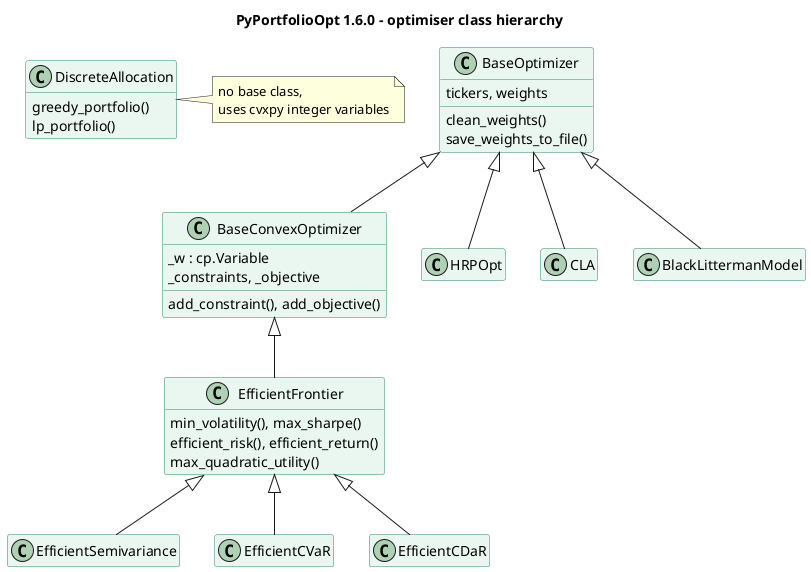 PyPortfolioOpt 1.6.0 - optimiser class hierarchy
C DiscreteAllocation
greedy_portfolio()
lp_portfolio()
no base class,
uses cvxpy integer variables
C BaseOptimizer
tickers, weights
clean_weights()
save_weights_to_file()
C BaseConvexOptimizer
_w : cp.Variable
_constraints, _objective
add_constraint(), add_objective()
C HRPOpt
C CLA
C BlackLittermanModel
C EfficientFrontier
min_volatility(), max_sharpe()
efficient_risk(), efficient_return()
max_quadratic_utility()
C EfficientSemivariance
C EfficientCVaR
C EfficientCDaR